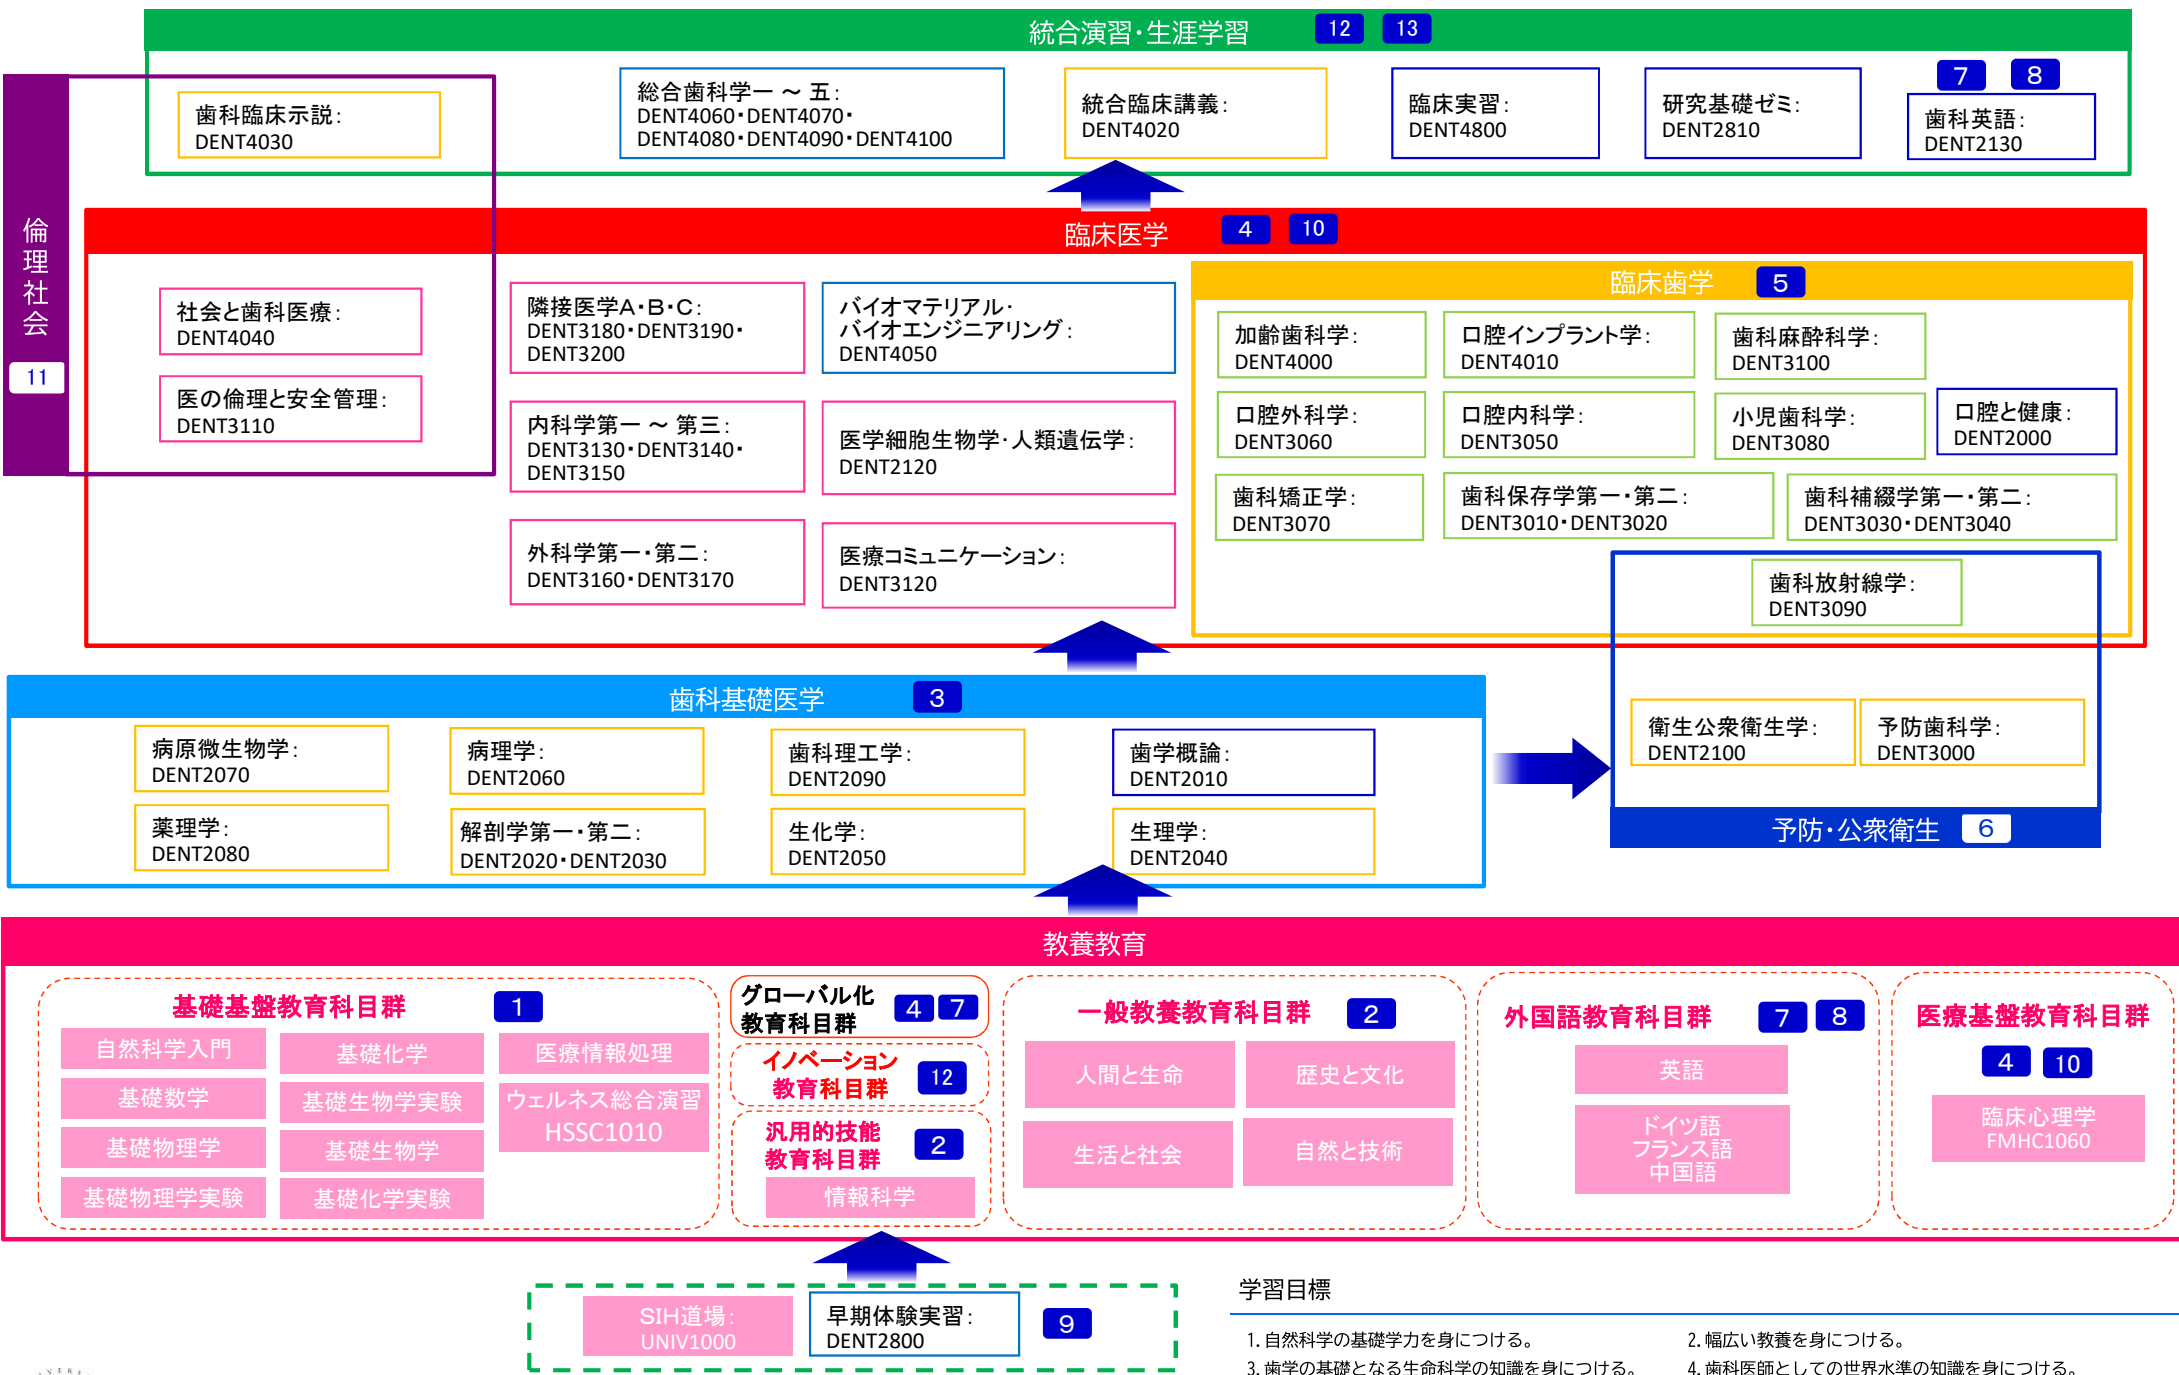 統合演習・生涯学習 12 13
7 8
歯科臨床示説:
DENT4030
総合歯科学一 ～ 五:
DENT4060・DENT4070・
DENT4080・DENT4090・DENT4100
統合臨床講義:
DENT4020
臨床実習:
DENT4800
研究基礎ゼミ:
DENT2810
歯科英語:
DENT2130
倫理社会
11
臨床医学 4 10
社会と歯科医療:
DENT4040
医の倫理と安全管理:
DENT3110
隣接医学A・B・C:
DENT3180・DENT3190・
DENT3200
バイオマテリアル・
バイオエンジニアリング:
DENT4050
内科学第一 ～ 第三:
DENT3130・DENT3140・
DENT3150
医学細胞生物学・人類遺伝学:
DENT2120
外科学第一・第二:
DENT3160・DENT3170
医療コミュニケーション:
DENT3120
臨床歯学 5
加齢歯科学:
DENT4000
口腔インプラント学:
DENT4010
歯科麻酔科学:
DENT3100
口腔外科学:
DENT3060
口腔内科学:
DENT3050
小児歯科学:
DENT3080
口腔と健康:
DENT2000
歯科矯正学:
DENT3070
歯科保存学第一・第二:
DENT3010・DENT3020
歯科補綴学第一・第二:
DENT3030・DENT3040
歯科放射線学:
DENT3090
歯科基礎医学 3
病原微生物学:
DENT2070
病理学:
DENT2060
歯科理工学:
DENT2090
歯学概論:
DENT2010
薬理学:
DENT2080
解剖学第一・第二:
DENT2020・DENT2030
生化学:
DENT2050
生理学:
DENT2040
衛生公衆衛生学:
DENT2100
予防歯科学:
DENT3000
予防・公衆衛生 6
教養教育
基礎基盤教育科目群 1
自然科学入門
基礎化学
医療情報処理
基礎数学
基礎生物学実験
ウェルネス総合演習
HSSC1010
基礎物理学
基礎生物学
基礎物理学実験
基礎化学実験
グローバル化
教育科目群
4 7
イノベーション
教育科目群
12
汎用的技能
教育科目群
2
情報科学
一般教養教育科目群 2
人間と生命
歴史と文化
生活と社会
自然と技術
外国語教育科目群 7 8
英語
ドイツ語
フランス語
中国語
医療基盤教育科目群
4 10
臨床心理学
FMHC1060
SIH道場:
UNIV1000
早期体験実習:
DENT2800
9
学習目標
1. 自然科学の基礎学力を身につける。
2. 幅広い教養を身につける。
3. 歯学の基礎となる生命科学の知識を身につける。
4. 歯科医師としての世界水準の知識を身につける。